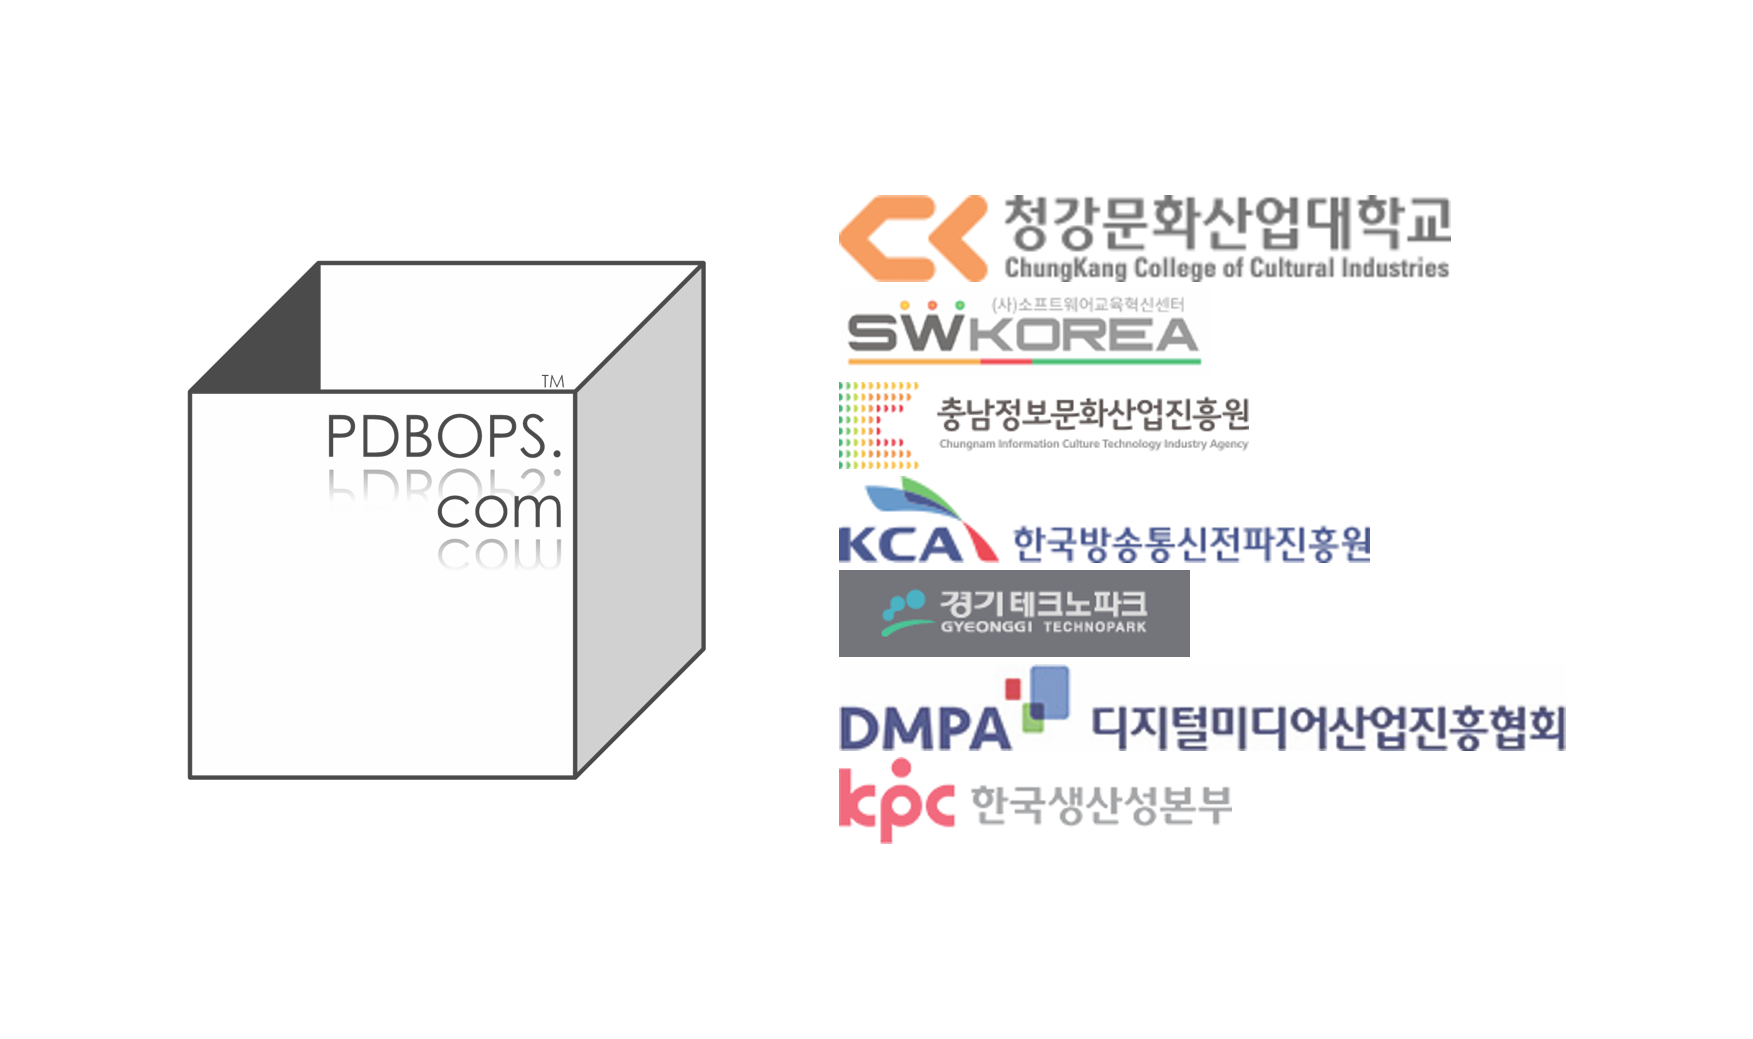 TM
PDBOPS.
com
청강문화산업대학교
ChungKang College of Cultural Industries
(사)소프트웨어교육혁신센터
SWKOREA
충남정보문화산업진흥원
Chungnam Information Culture Technology Industry Agency
KCA 한국방송통신전파진흥원
경기테크노파크
GYEONGGI TECHNOPARK
DMPA 디지털미디어산업진흥협회
kpc 한국생산성본부